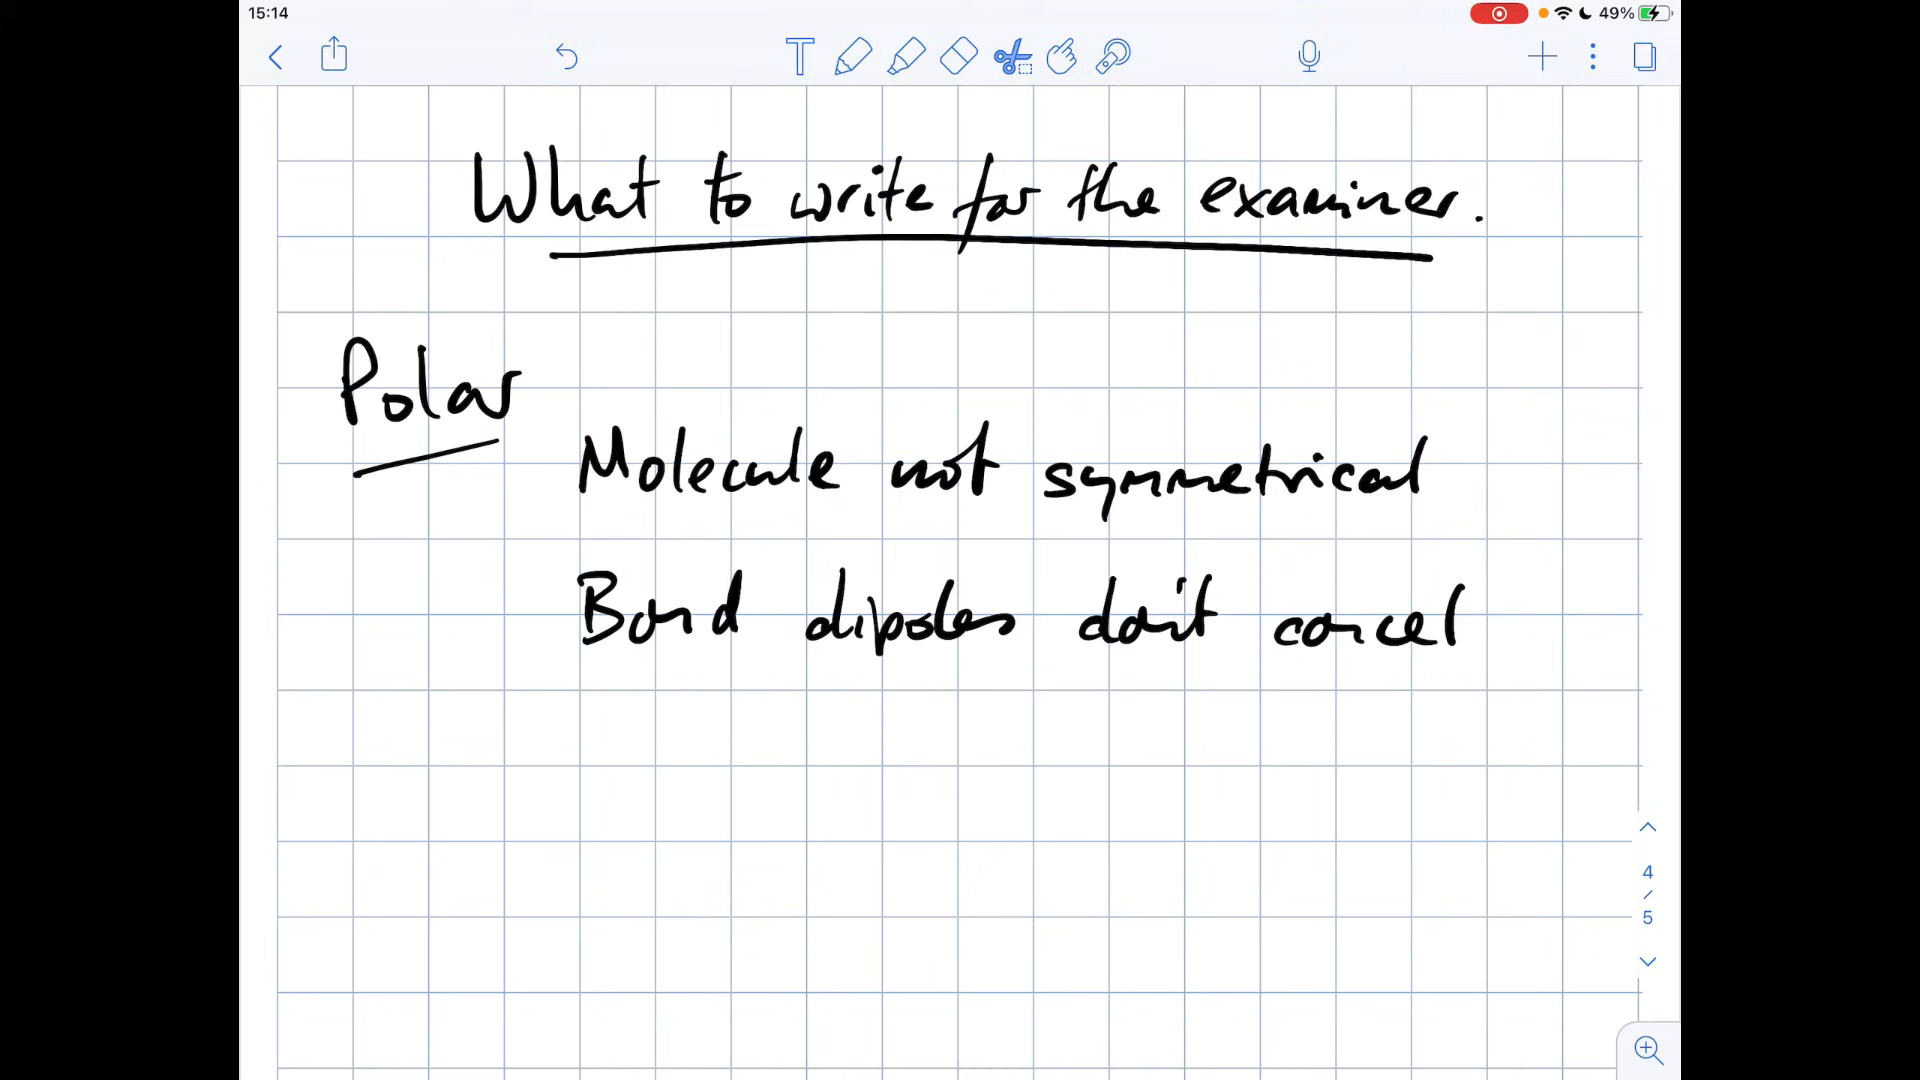 15:14
49%
T
What to write for the examiner.
Polar
Molecule not symmetrical
Bond dipoles don't cancel
4
/
5